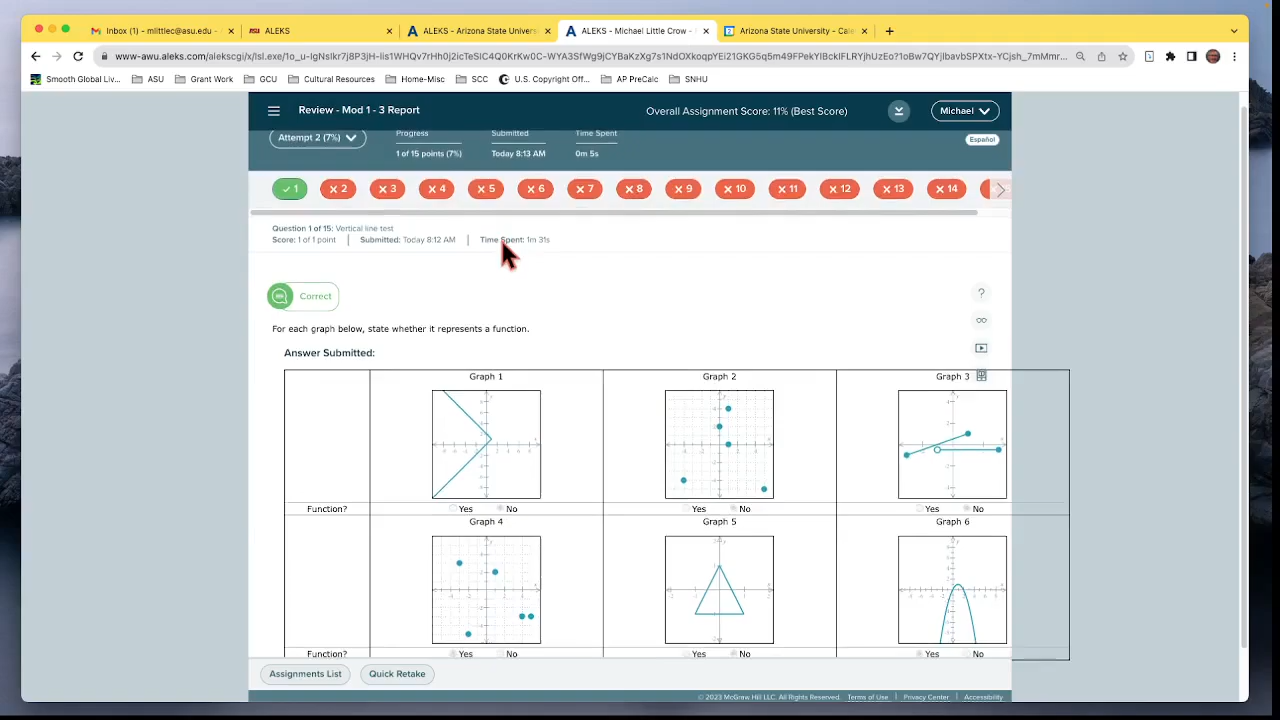 Inbox (9) - mlittlec@asu.edu -
ALEKS
ALEKS - Arizona State Univers
ALEKS - Michael Little Crow -
Arizona State University - Cale
Smooth Global Liv...
ASU
Grant Work
GCU
Cultural Resources
Home-Misc
SCC
U.S. Copyright Off...
AP PreCalc
SNHU
Review - Mod 1 - 3 Report
Overall Assignment Score: 11% (Best Score)
Michael
Attempt 2 (7%)
Progress
Submitted
Time Spent
Español
1 of 15 points (7%)
Today 8:13 AM
0m 5s
1
2
3
4
5
6
7
8
9
10
11
12
13
14
Question 1 of 15: Vertical line test
Score: 1 of 1 point
Submitted: Today 8:12 AM
Time Spent: 1m 31s
Correct
For each graph below, state whether it represents a function.
Answer Submitted:
Graph 1
Graph 2
Graph 3
Function?
Yes
No
Yes
No
Yes
No
Graph 4
Graph 5
Graph 6
Function?
Yes
No
Yes
No
Yes
No
Assignments List
Quick Retake
© 2023 McGraw Hill LLC. All Rights Reserved.
Terms of Use
Privacy Center
Accessibility